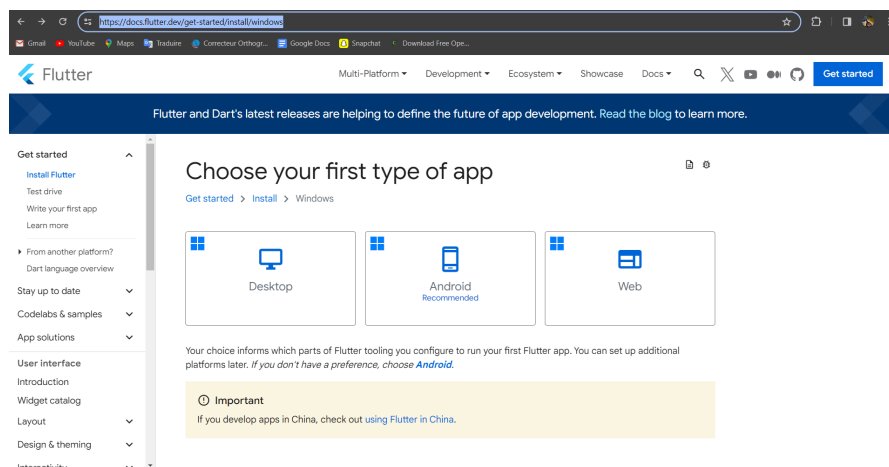 https://docs.flutter.dev/get-started/install/windows
Gmail YouTube Maps Traduire Correcteur Orthogr... Google Docs Snapchat Download Free Ope...
Flutter Multi-Platform Development Ecosystem Showcase Docs Get started
Flutter and Dart's latest releases are helping to define the future of app development. Read the blog to learn more.
Get started
Install Flutter
Test drive
Write your first app
Learn more
From another platform?
Dart language overview
Stay up to date
Codelabs & samples
App solutions
User interface
Introduction
Widget catalog
Layout
Design & theming
Choose your first type of app
Get started > Install > Windows
Desktop
Android
Recommended
Web
Your choice informs which parts of Flutter tooling you configure to run your first Flutter app. You can set up additional
platforms later. If you don't have a preference, choose Android.
Important
If you develop apps in China, check out using Flutter in China.